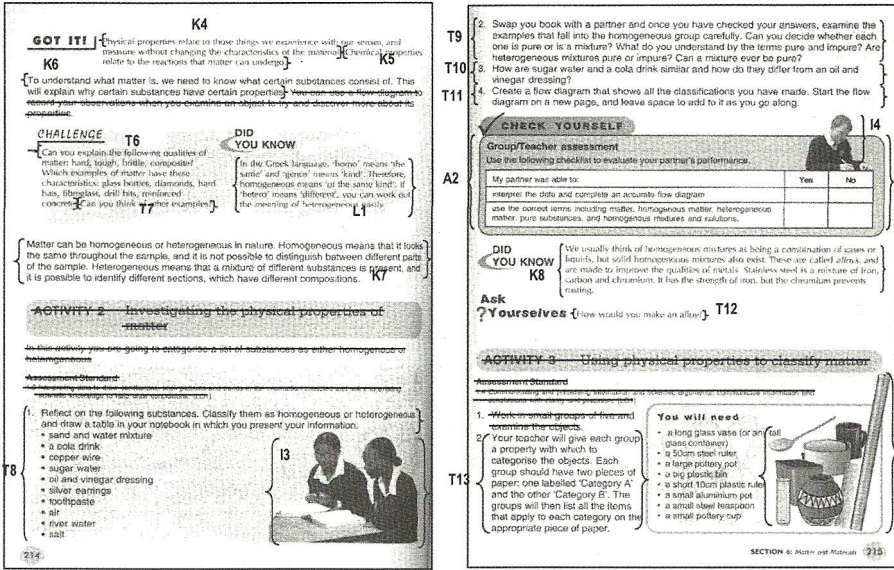 K4
GOT IT!
Physical properties relate to those things we experience with our senses, and
measure without changing the characteristics of the material. Chemical properties
relate to the reactions that matter can undergo.
K5
K6
To understand what matter is, we need to know what certain substances consist of. This
will explain why certain substances have certain properties. You can use a flow diagram to
record your observations when you examine an object to try and discover more about its
properties.
CHALLENGE
T6
Can you explain the following qualities of
matter: hard, tough, brittle, composite?
Which examples of matter have these
characteristics: glass bottles, diamonds, hard
hats, fibreglass, drill bits, reinforced
concrete? Can you think of other examples?
T7
DID
YOU KNOW
In the Greek language, 'homo' means 'the
same' and 'genos' means 'kind'. Therefore,
homogeneous means 'of the same kind'. If
'hetero' means 'different', you can work out
the meaning of heterogeneous easily.
L1
Matter can be homogeneous or heterogeneous in nature. Homogeneous means that it looks
the same throughout the sample, and it is not possible to distinguish between different parts
of the sample. Heterogeneous means that a mixture of different substances is present, and
it is possible to identify different sections, which have different compositions.
K7
ACTIVITY 2 Investigating the physical properties of
matter
In this activity you are going to categorise a list of substances as either homogenous or
heterogeneous.
Assessment Standard
T8
1. Reflect on the following substances. Classify them as homogeneous or heterogeneous
and draw a table in your notebook in which you present your information.
• sand and water mixture
• a cola drink
• copper wire
• sugar water
• oil and vinegar dressing
• silver earrings
• toothpaste
• air
• river water
• salt
I3
214
T9
2. Swap you book with a partner and once you have checked your answers, examine the
examples that fall into the homogenous group carefully. Can you decide whether each
one is pure or is a mixture? What do you understand by the terms pure and impure? Are
heterogeneous mixtures pure or impure? Can a mixture ever be pure?
T10
3. How are sugar water and a cola drink similar and how do they differ from an oil and
vinegar dressing?
T11
4. Create a flow diagram that shows all the classifications you have made. Start the flow
diagram on a new page, and leave space to add to it as you go along.
CHECK YOURSELF
I4
Group/Teacher assessment
Use the following checklist to evaluate your partner's performance.
A2
My partner was able to: Yes No
interpret the data and complete an accurate flow diagram
use the correct terms including matter, homogenous matter, heterogeneous
matter, pure substances, and homogenous mixtures and solutions.
DID
YOU KNOW
K8
We usually think of homogeneous mixtures as being a combination of gases or
liquids, but solid homogenous mixtures also exist. These are called alloys, and
are made to improve the qualities of metals. Stainless steel is a mixture of iron,
carbon and chromium. It has the strength of iron, but the chromium prevents
rusting.
Ask
?Yourselves
How would you make an alloy?
T12
ACTIVITY 3 Using physical properties to classify matter
Assessment Standard
1. Work in small groups of five and
examine the objects.
T13
2. Your teacher will give each group
a property with which to
categorise the objects. Each
group should have two pieces of
paper: one labelled 'Category A'
and the other 'Category B'. The
groups will then list all the items
that apply to each category on the
appropriate piece of paper.
You will need
• a long glass vase (or any tall
glass container)
• a 50cm steel ruler
• a large pottery pot
• a big plastic bin
• a short 10cm plastic ruler
• a small aluminium pot
• a small steel teaspoon
• a small pottery cup
SECTION 6: Matter and Materials 215